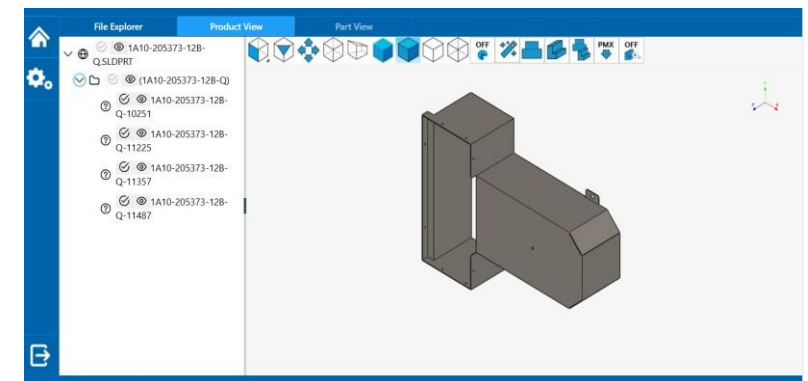 File Explorer
Product View
Part View
OFF
PMX
OFF
1A10-205373-12B-
Q.SLDPRT
(1A10-205373-12B-Q)
1A10-205373-12B-
Q-10251
1A10-205373-12B-
Q-11225
1A10-205373-12B-
Q-11357
1A10-205373-12B-
Q-11487